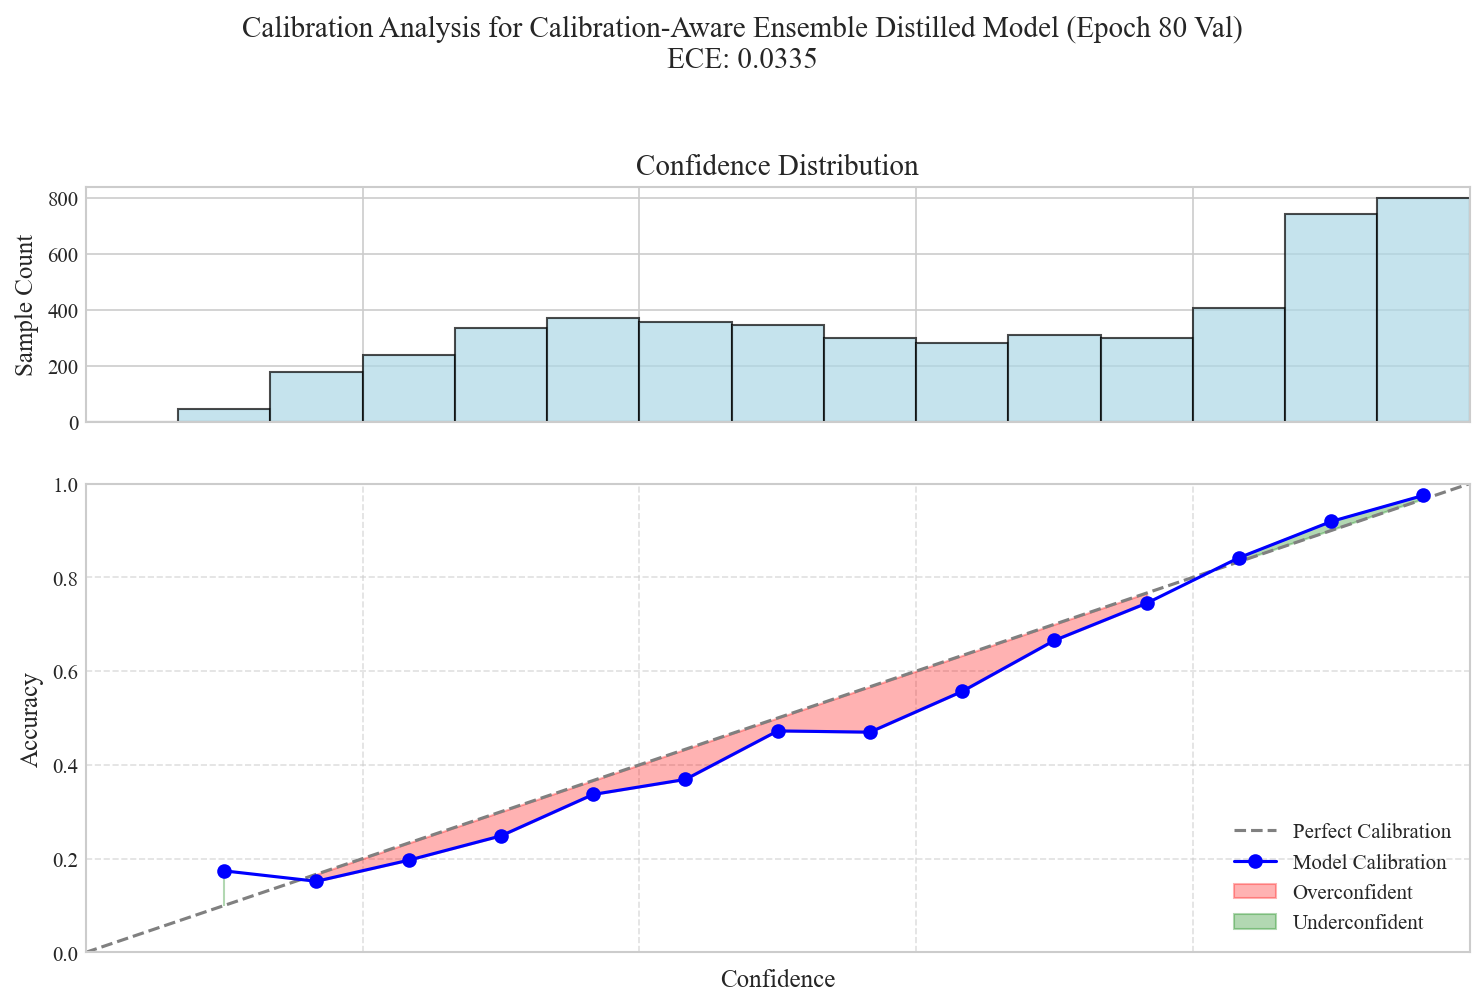 Calibration Analysis for Calibration-Aware Ensemble Distilled Model (Epoch 80 Val)
ECE: 0.0335
Confidence Distribution
Sample Count
800
600
400
200
0
Accuracy
1.0
0.8
0.6
0.4
0.2
0.0
Perfect Calibration
Model Calibration
Overconfident
Underconfident
Confidence